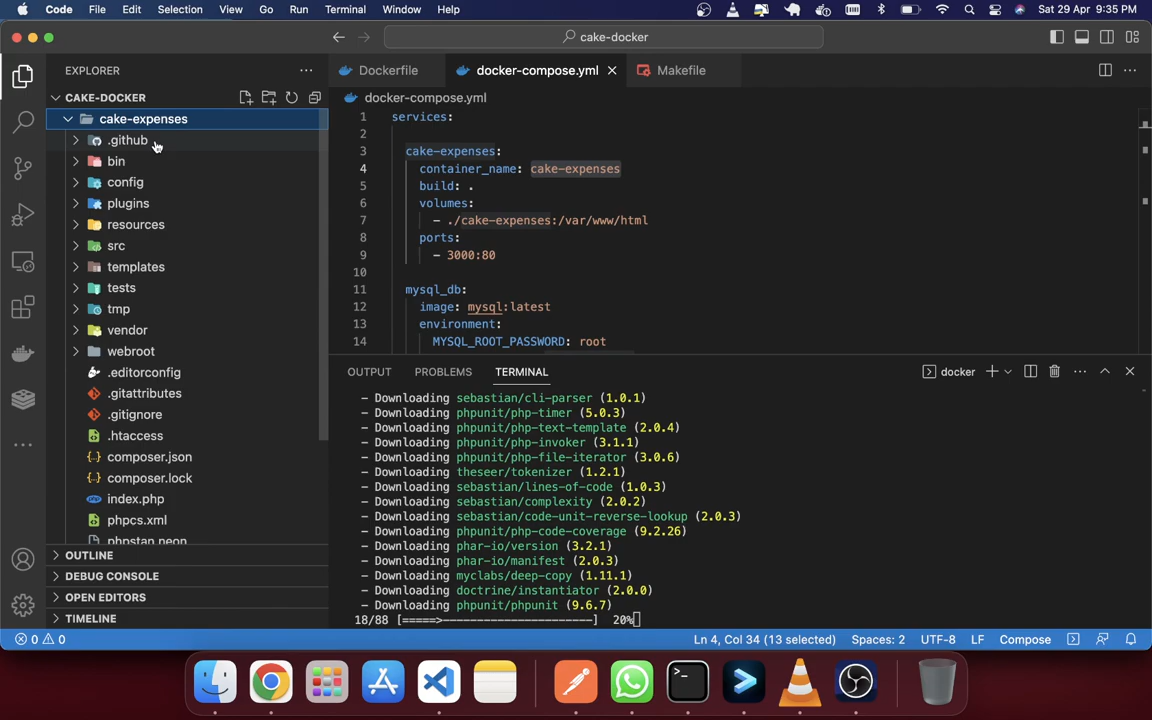 Code File Edit Selection View Go Run Terminal Window Help Sat 29 Apr 9:35 PM
cake-docker
EXPLORER
Dockerfile docker-compose.yml Makefile
CAKE-DOCKER
docker-compose.yml
cake-expenses
.github
bin
config
plugins
resources
src
templates
tests
tmp
vendor
webroot
.editorconfig
.gitattributes
.gitignore
.htaccess
composer.json
composer.lock
index.php
phpcs.xml
phpstan.neon
OUTLINE
DEBUG CONSOLE
OPEN EDITORS
TIMELINE
1 services:
2
3 cake-expenses:
4 container_name: cake-expenses
5 build: .
6 volumes:
7 - ./cake-expenses:/var/www/html
8 ports:
9 - 3000:80
10
11 mysql_db:
12 image: mysql:latest
13 environment:
14 MYSQL_ROOT_PASSWORD: root
OUTPUT PROBLEMS TERMINAL docker
- Downloading sebastian/cli-parser (1.0.1)
- Downloading phpunit/php-timer (5.0.3)
- Downloading phpunit/php-text-template (2.0.4)
- Downloading phpunit/php-invoker (3.1.1)
- Downloading phpunit/php-file-iterator (3.0.6)
- Downloading theseer/tokenizer (1.2.1)
- Downloading sebastian/lines-of-code (1.0.3)
- Downloading sebastian/complexity (2.0.2)
- Downloading sebastian/code-unit-reverse-lookup (2.0.3)
- Downloading phpunit/php-code-coverage (9.2.26)
- Downloading phar-io/version (3.2.1)
- Downloading phar-io/manifest (2.0.3)
- Downloading myclabs/deep-copy (1.11.1)
- Downloading doctrine/instantiator (2.0.0)
- Downloading phpunit/phpunit (9.6.7)
18/88 [=====>----------------------] 20%
0 0 Ln 4, Col 34 (13 selected) Spaces: 2 UTF-8 LF Compose